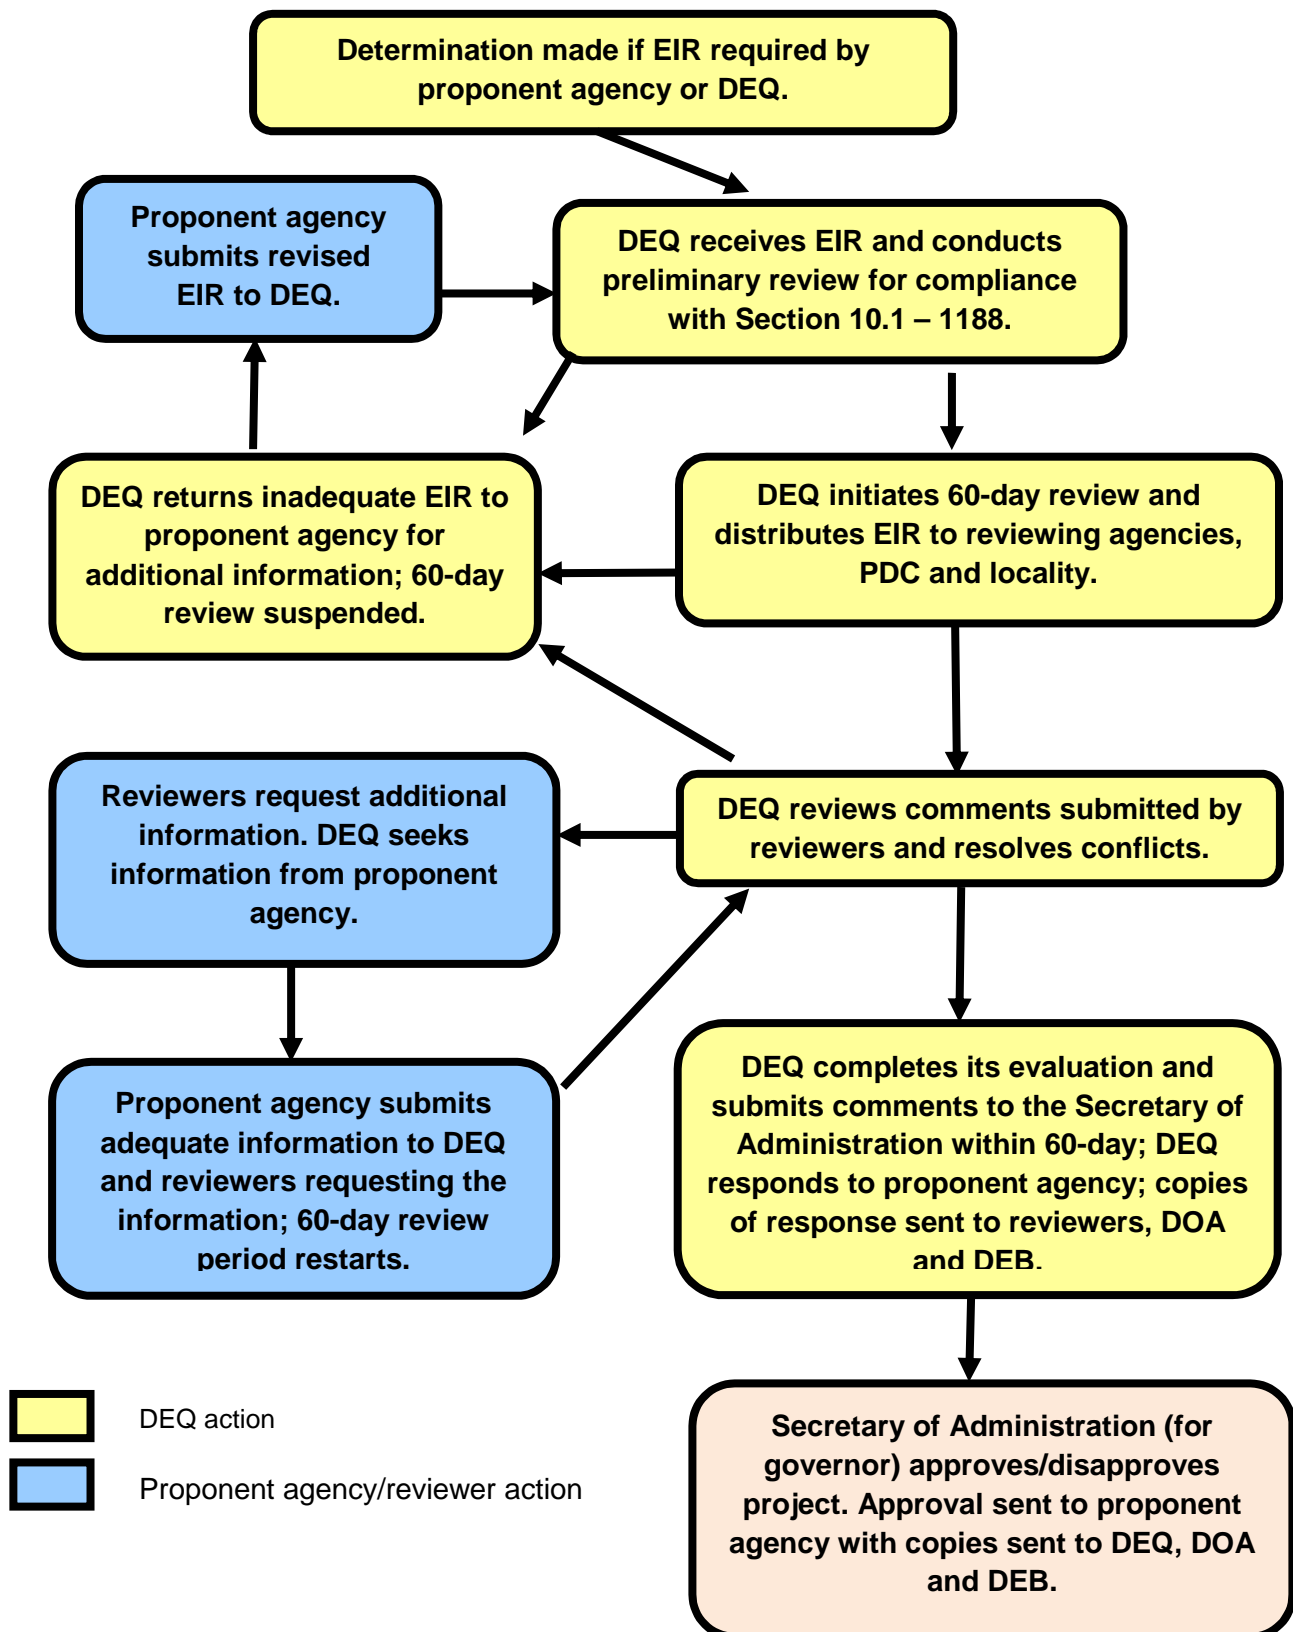 Determination made if EIR required by
proponent agency or DEQ.
Proponent agency
submits revised
EIR to DEQ.
DEQ receives EIR and conducts
preliminary review for compliance
with Section 10.1 – 1188.
DEQ returns inadequate EIR to
proponent agency for
additional information; 60-day
review suspended.
DEQ initiates 60-day review and
distributes EIR to reviewing agencies,
PDC and locality.
Reviewers request additional
information. DEQ seeks
information from proponent
agency.
DEQ reviews comments submitted by
reviewers and resolves conflicts.
Proponent agency submits
adequate information to DEQ
and reviewers requesting the
information; 60-day review
period restarts.
DEQ completes its evaluation and
submits comments to the Secretary of
Administration within 60-day; DEQ
responds to proponent agency; copies
of response sent to reviewers, DOA
and DEB.
DEQ action
Proponent agency/reviewer action
Secretary of Administration (for
governor) approves/disapproves
project. Approval sent to proponent
agency with copies sent to DEQ, DOA
and DEB.